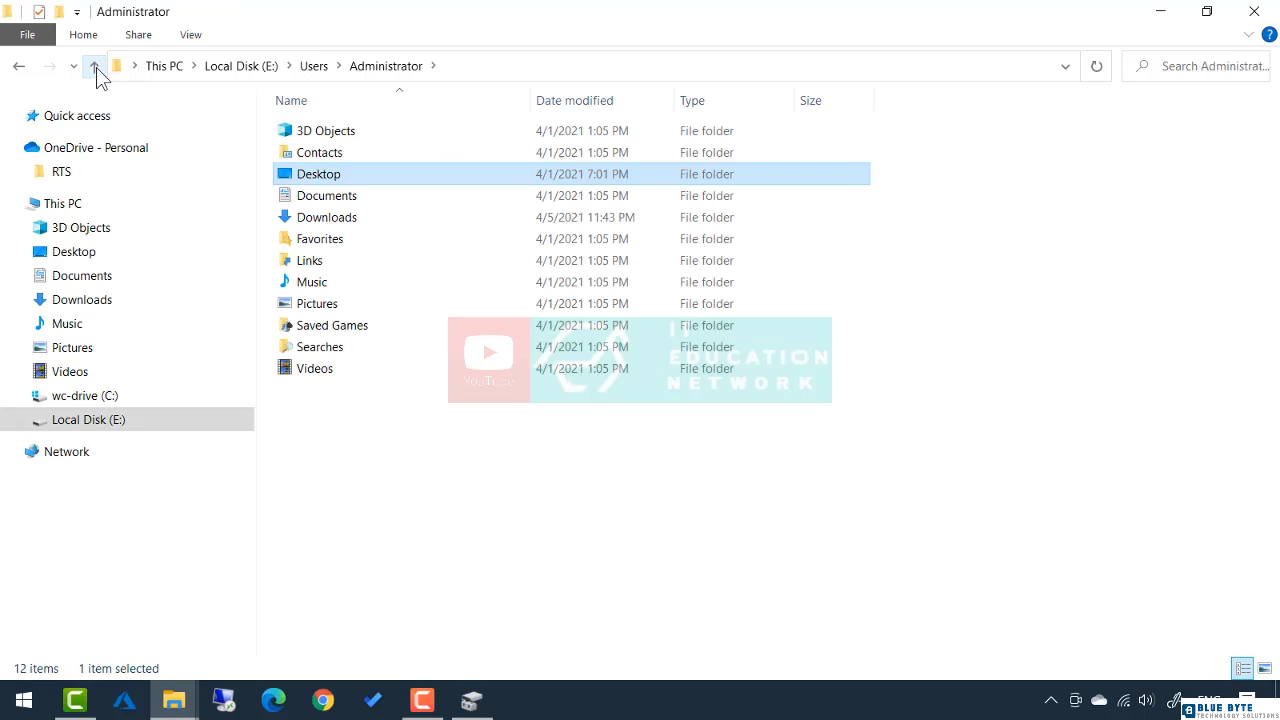 Administrator
File Home Share View
This PC Local Disk (E:) Users Administrator Search Administrat...
Name Date modified Type Size
Quick access
OneDrive - Personal
RTS
This PC
3D Objects
Desktop
Documents
Downloads
Music
Pictures
Videos
wc-drive (C:)
Local Disk (E:)
Network
3D Objects 4/1/2021 1:05 PM File folder
Contacts 4/1/2021 1:05 PM File folder
Desktop 4/1/2021 7:01 PM File folder
Documents 4/1/2021 1:05 PM File folder
Downloads 4/5/2021 11:43 PM File folder
Favorites 4/1/2021 1:05 PM File folder
Links 4/1/2021 1:05 PM File folder
Music 4/1/2021 1:05 PM File folder
Pictures 4/1/2021 1:05 PM File folder
Saved Games 4/1/2021 1:05 PM File folder
Searches 4/1/2021 1:05 PM File folder
Videos 4/1/2021 1:05 PM File folder
YouTube
IT
EDUCATION
NETWORK
12 items 1 item selected
BLUE BYTE
TECHNOLOGY SOLUTIONS